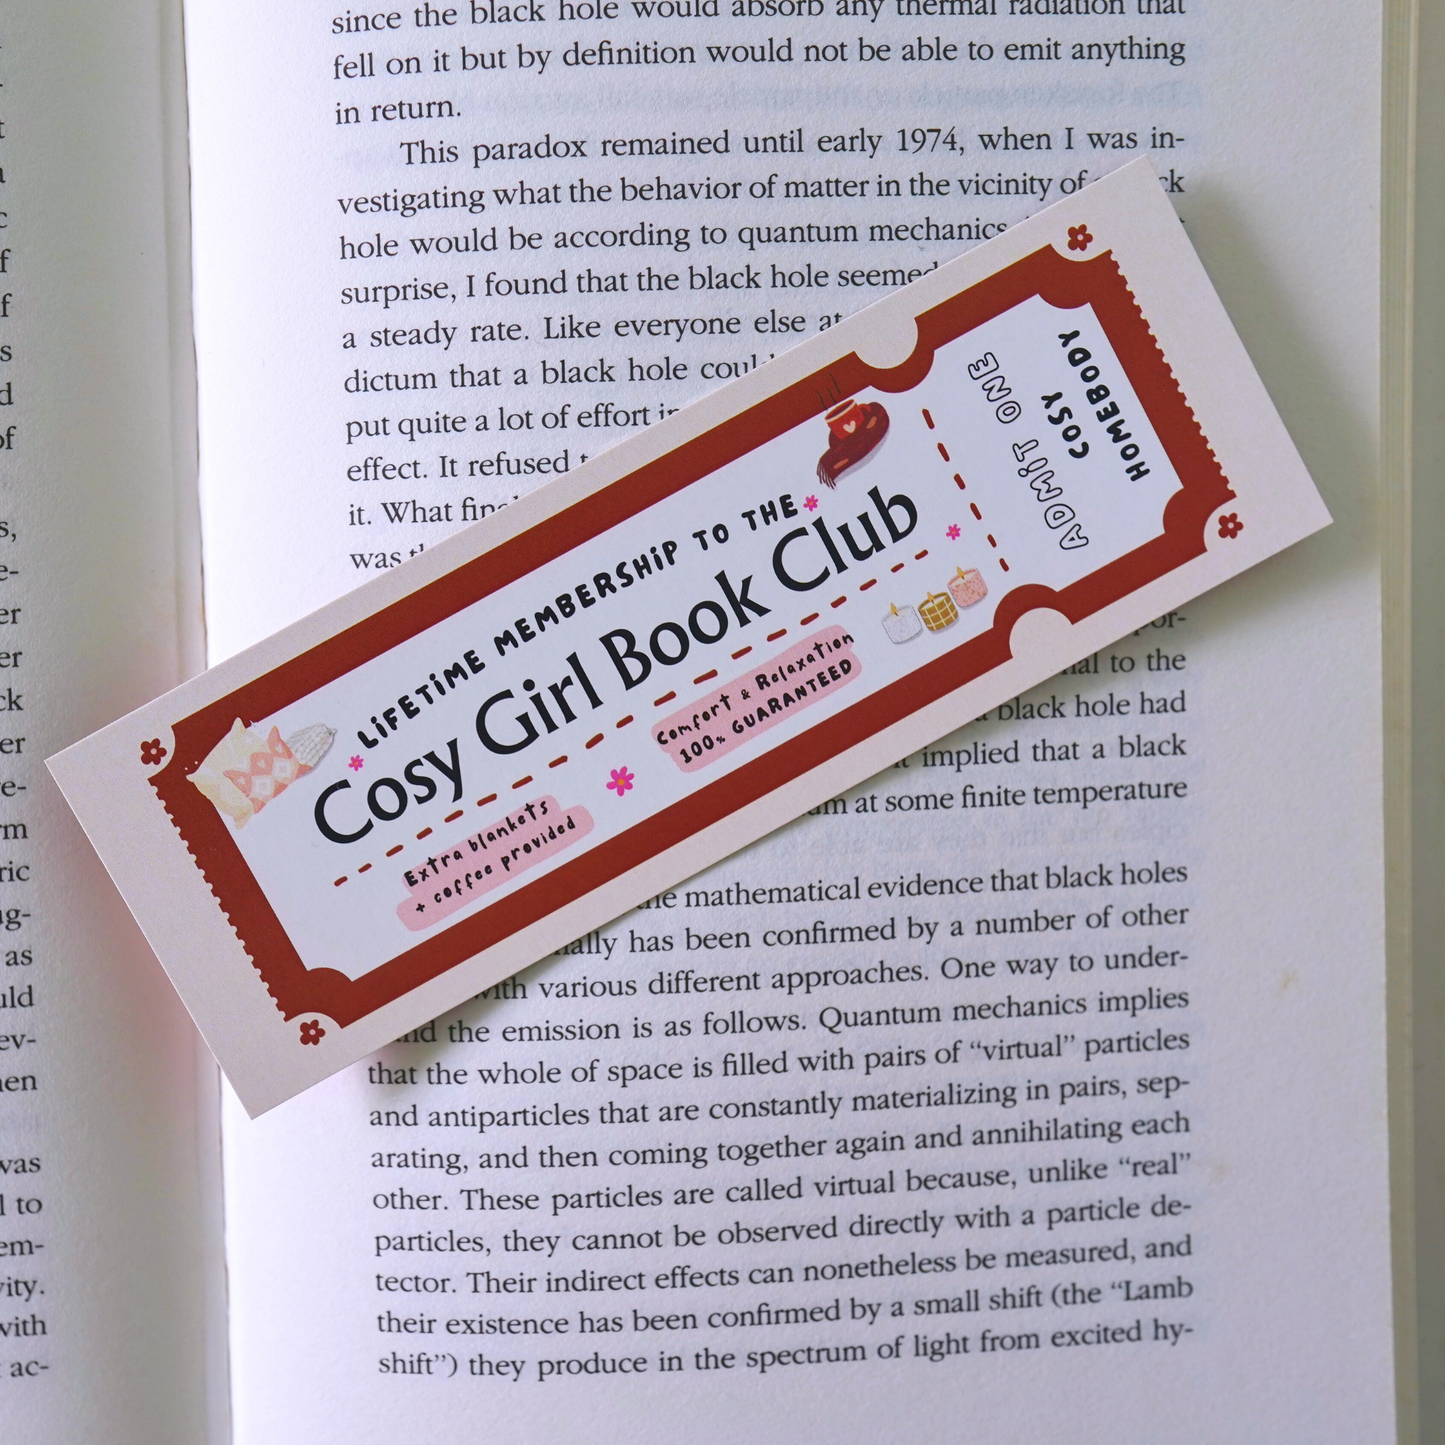 since the black hole would absorb any thermal radiation that
fell on it but by definition would not be able to emit anything
in return.
This paradox remained until early 1974, when I was in-
vestigating what the behavior of matter in the vicinity of
hole would be according to quantum mechanics
surprise, I found that the black hole seemed
a steady rate. Like everyone else at
dictum that a black hole
put quite a lot of effort
effect. It refused
it. What
was
LiFETiME MEMBERSHiP TO THE
Cosy Girl Book Club
Extra blankets
+ coffee provided
Comfort & Relaxation
100% GUARANTEED
ADMiT ONE
COSY
HOMEBODY
to the
black hole had
implied that a black
at some finite temperature
mathematical evidence that black holes
has been confirmed by a number of other
with various different approaches. One way to under-
the emission is as follows. Quantum mechanics implies
that the whole of space is filled with pairs of “virtual” particles
and antiparticles that are constantly materializing in pairs, sep-
arating, and then coming together again and annihilating each
other. These particles are called virtual because, unlike “real”
particles, they cannot be observed directly with a particle de-
tector. Their indirect effects can nonetheless be measured, and
their existence has been confirmed by a small shift (the “Lamb
shift”) they produce in the spectrum of light from excited hy-